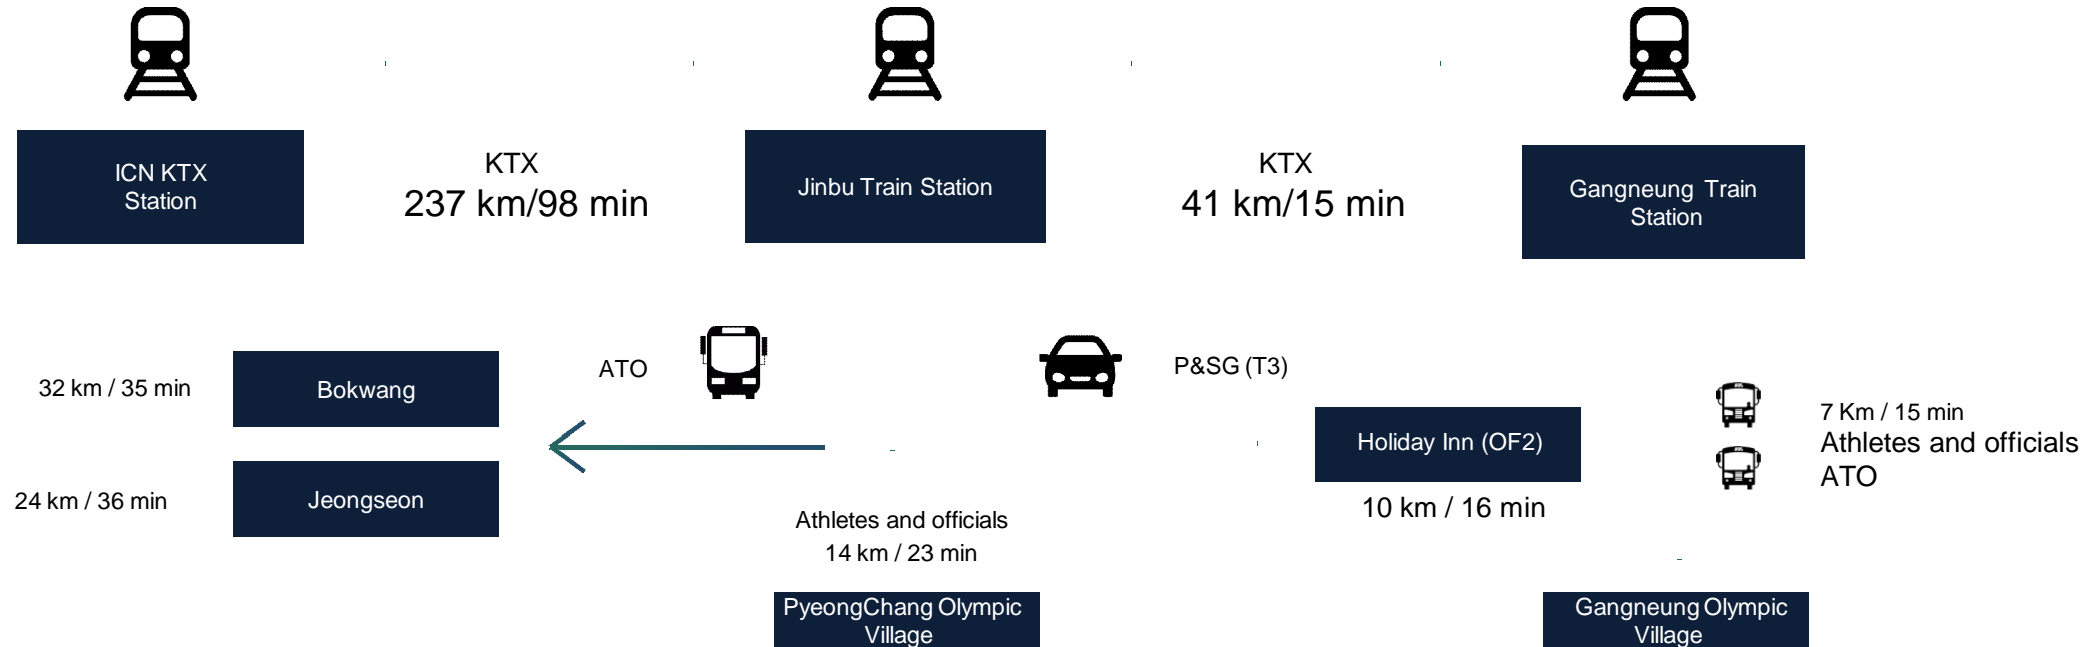 ICN KTX
Station
KTX
237 km/98 min
Jinbu Train Station
KTX
41 km/15 min
Gangneung Train
Station
32 km / 35 min
Bokwang
ATO
P&SG (T3)
24 km / 36 min
Jeongseon
Holiday Inn (OF2)
10 km / 16 min
7 Km / 15 min
Athletes and officials
ATO
Athletes and officials
14 km / 23 min
PyeongChang Olympic
Village
Gangneung Olympic
Village